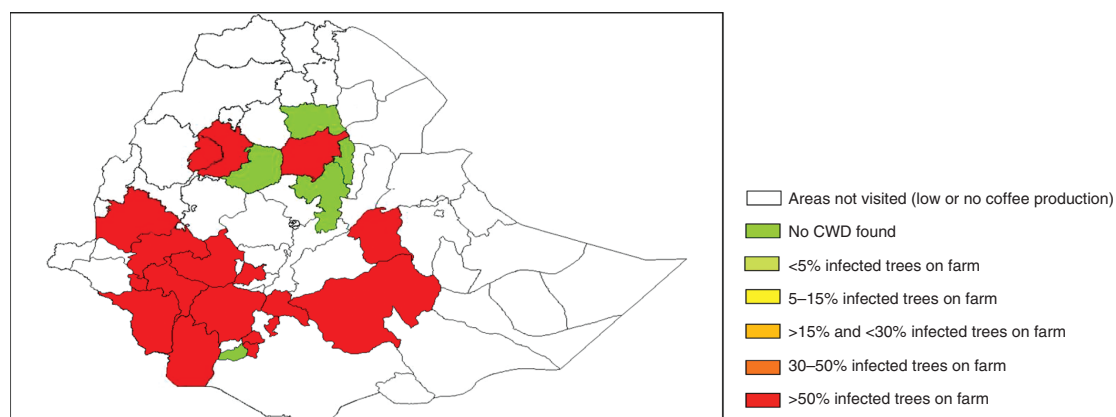 Areas not visited (low or no coffee production)
No CWD found
<5% infected trees on farm
5–15% infected trees on farm
>15% and <30% infected trees on farm
30–50% infected trees on farm
>50% infected trees on farm